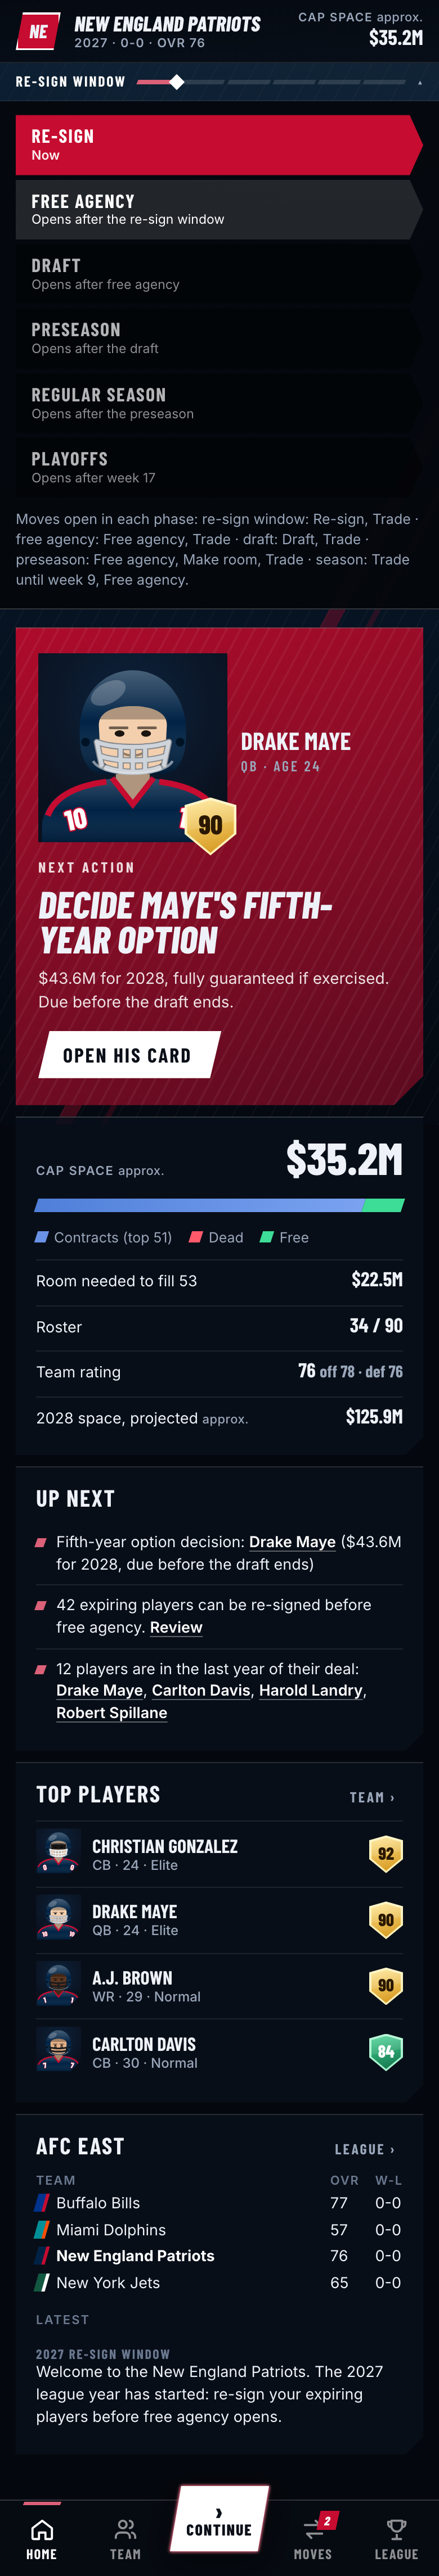 NE
NEW ENGLAND PATRIOTS
2027 · 0-0 · OVR 76
CAP SPACE approx.
$35.2M
RE-SIGN WINDOW
RE-SIGN
Now
FREE AGENCY
Opens after the re-sign window
DRAFT
Opens after free agency
PRESEASON
Opens after the draft
REGULAR SEASON
Opens after the preseason
PLAYOFFS
Opens after week 17
Moves open in each phase: re-sign window: Re-sign, Trade ·
free agency: Free agency, Trade · draft: Draft, Trade ·
preseason: Free agency, Make room, Trade · season: Trade
until week 9, Free agency.
10
90
DRAKE MAYE
QB · AGE 24
NEXT ACTION
DECIDE MAYE'S FIFTH-
YEAR OPTION
$43.6M for 2028, fully guaranteed if exercised.
Due before the draft ends.
OPEN HIS CARD
CAP SPACE approx.
$35.2M
Contracts (top 51) Dead Free
Room needed to fill 53 $22.5M
Roster 34 / 90
Team rating 76 off 78 · def 76
2028 space, projected approx. $125.9M
UP NEXT
Fifth-year option decision: Drake Maye ($43.6M
for 2028, due before the draft ends)
42 expiring players can be re-signed before
free agency. Review
12 players are in the last year of their deal:
Drake Maye, Carlton Davis, Harold Landry,
Robert Spillane
TOP PLAYERS
TEAM ›
CHRISTIAN GONZALEZ
CB · 24 · Elite
92
DRAKE MAYE
QB · 24 · Elite
90
A.J. BROWN
WR · 29 · Normal
90
CARLTON DAVIS
CB · 30 · Normal
84
AFC EAST
LEAGUE ›
TEAM OVR W-L
Buffalo Bills 77 0-0
Miami Dolphins 57 0-0
New England Patriots 76 0-0
New York Jets 65 0-0
LATEST
2027 RE-SIGN WINDOW
Welcome to the New England Patriots. The 2027
league year has started: re-sign your expiring
players before free agency opens.
HOME
TEAM
› CONTINUE
2
MOVES
LEAGUE